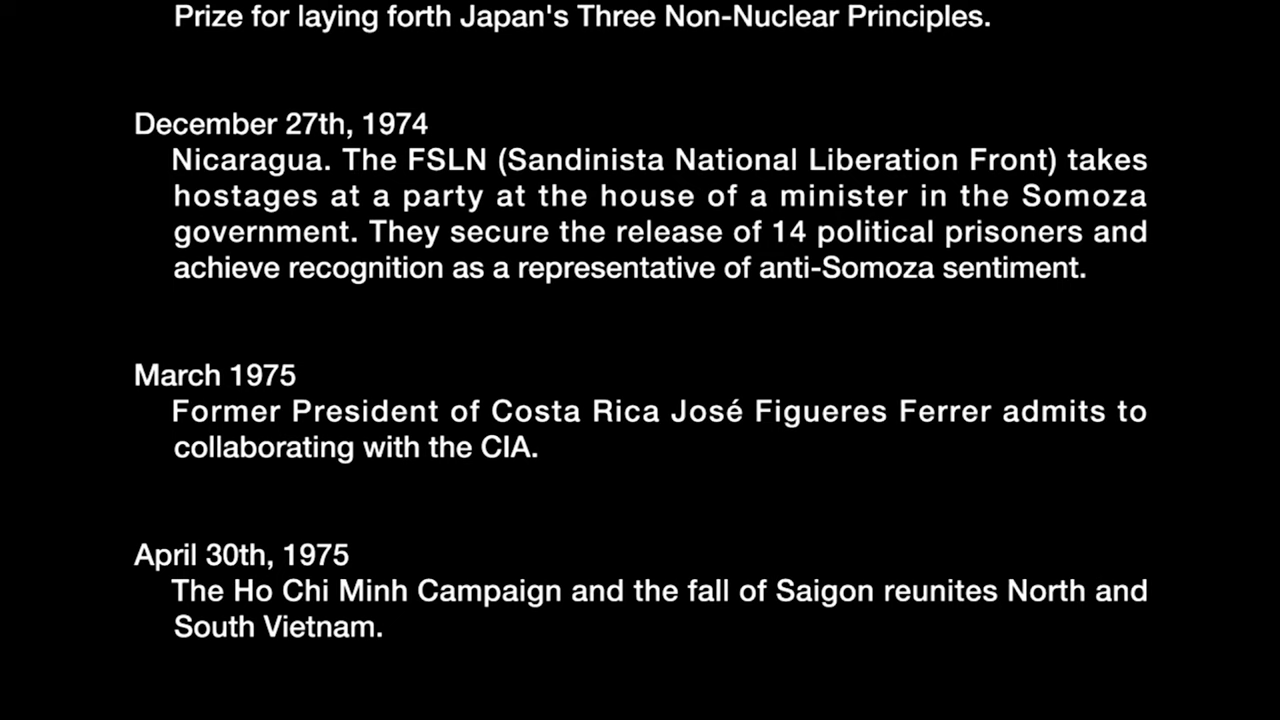 Prize for laying forth Japan's Three Non-Nuclear Principles.
December 27th, 1974
Nicaragua. The FSLN (Sandinista National Liberation Front) takes
hostages at a party at the house of a minister in the Somoza
government. They secure the release of 14 political prisoners and
achieve recognition as a representative of anti-Somoza sentiment.
March 1975
Former President of Costa Rica José Figueres Ferrer admits to
collaborating with the CIA.
April 30th, 1975
The Ho Chi Minh Campaign and the fall of Saigon reunites North and
South Vietnam.